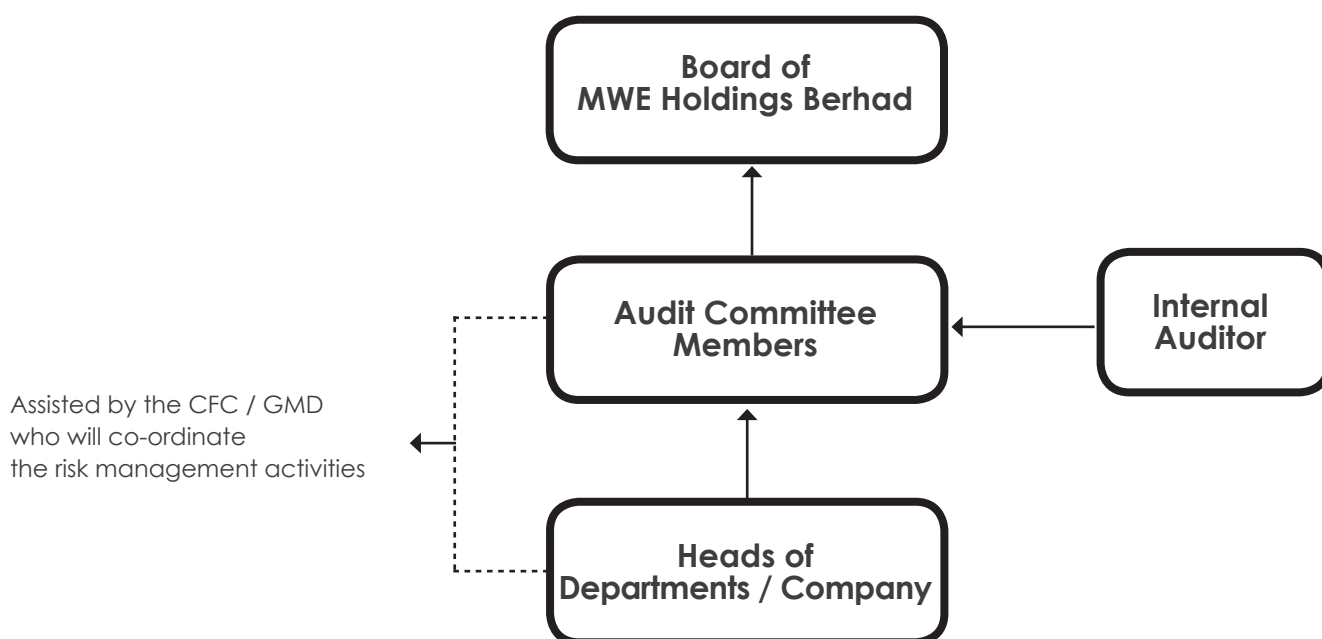 Board of
MWE Holdings Berhad
Audit Committee
Members
Internal
Auditor
Assisted by the CFC / GMD
who will co-ordinate
the risk management activities
Heads of
Departments / Company